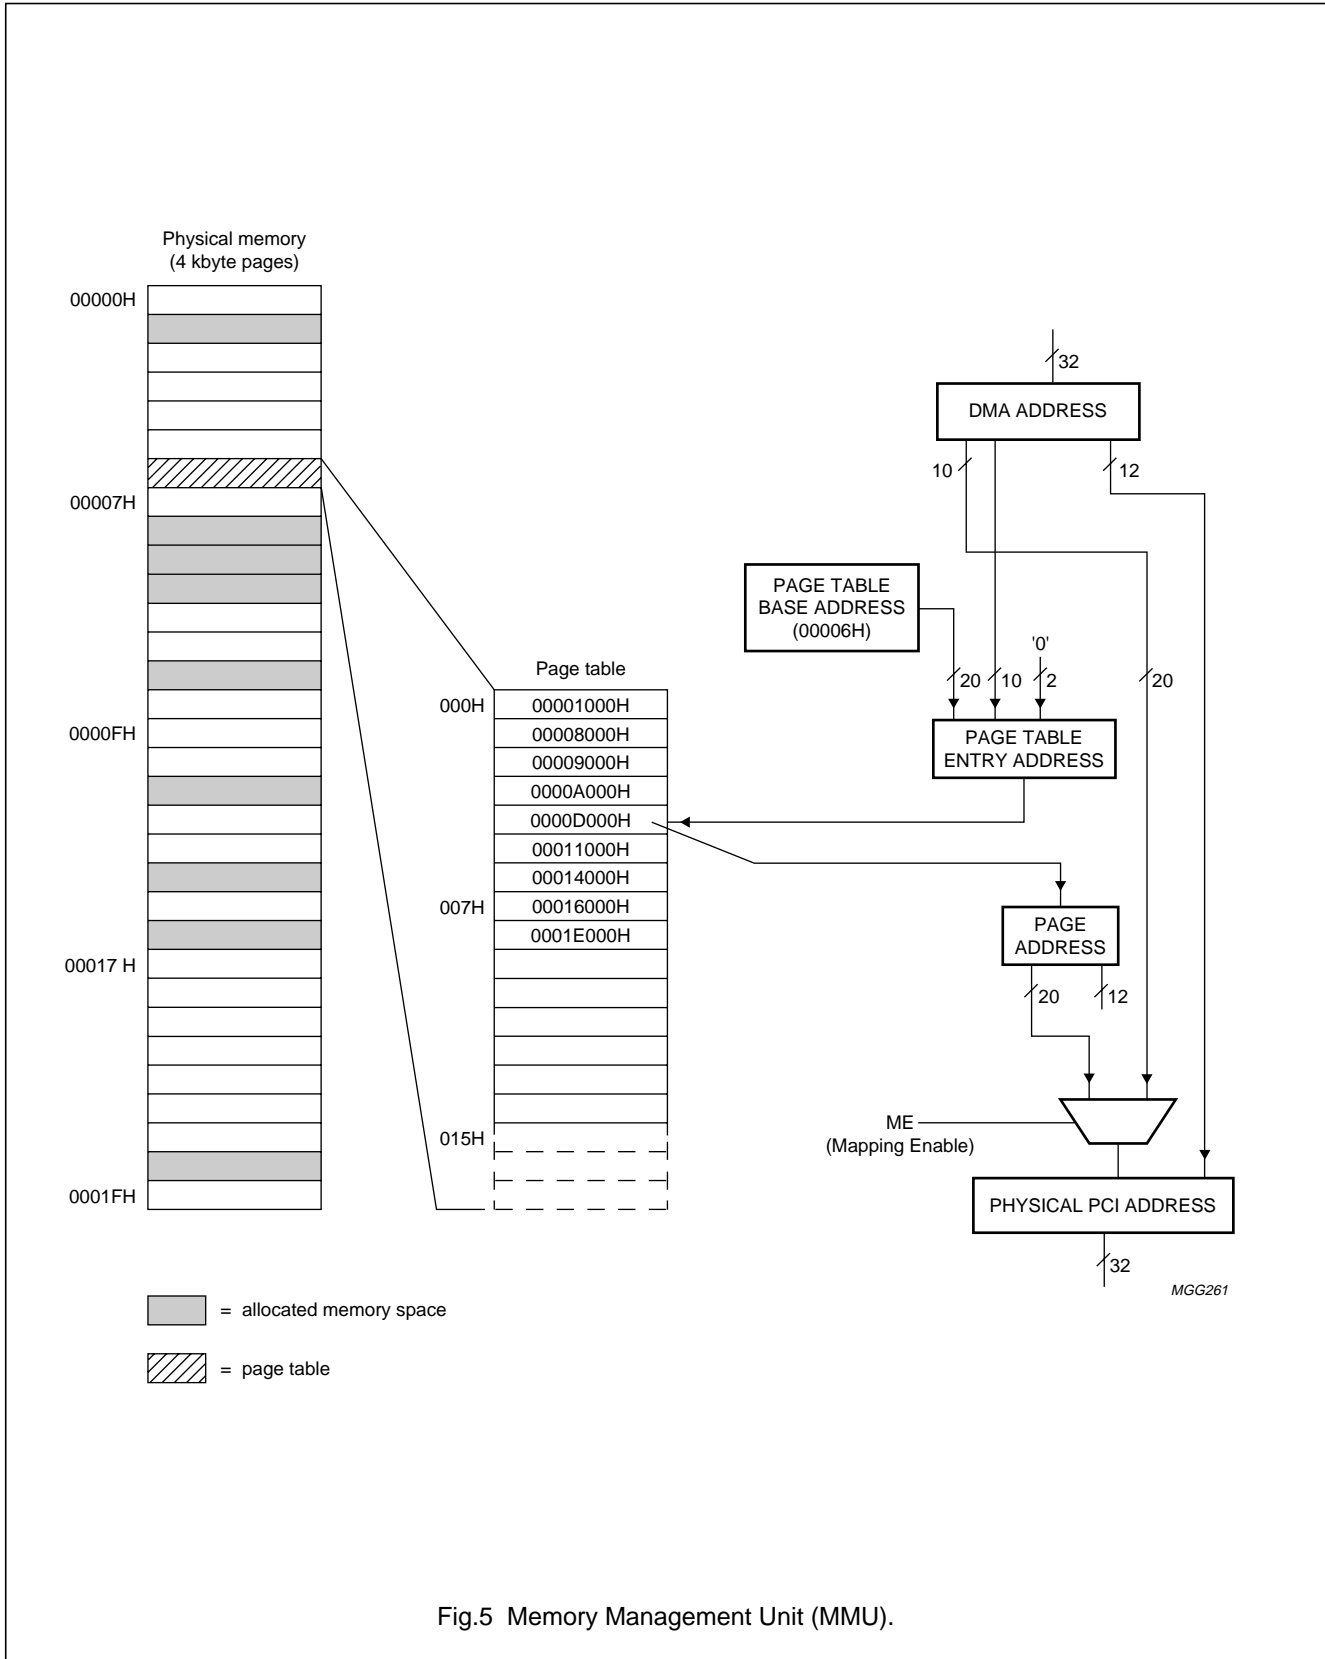 Physical memory
(4 kbyte pages)
00000H
00007H
0000FH
00017 H
0001FH
= allocated memory space
= page table
Page table
000H
00001000H
00008000H
00009000H
0000A000H
0000D000H
00011000H
00014000H
007H
00016000H
0001E000H
015H
32
DMA ADDRESS
10
12
PAGE TABLE
BASE ADDRESS
(00006H)
'0'
20
10
2
20
PAGE TABLE
ENTRY ADDRESS
PAGE
ADDRESS
20
12
ME
(Mapping Enable)
PHYSICAL PCI ADDRESS
32
MGG261
Fig.5 Memory Management Unit (MMU).